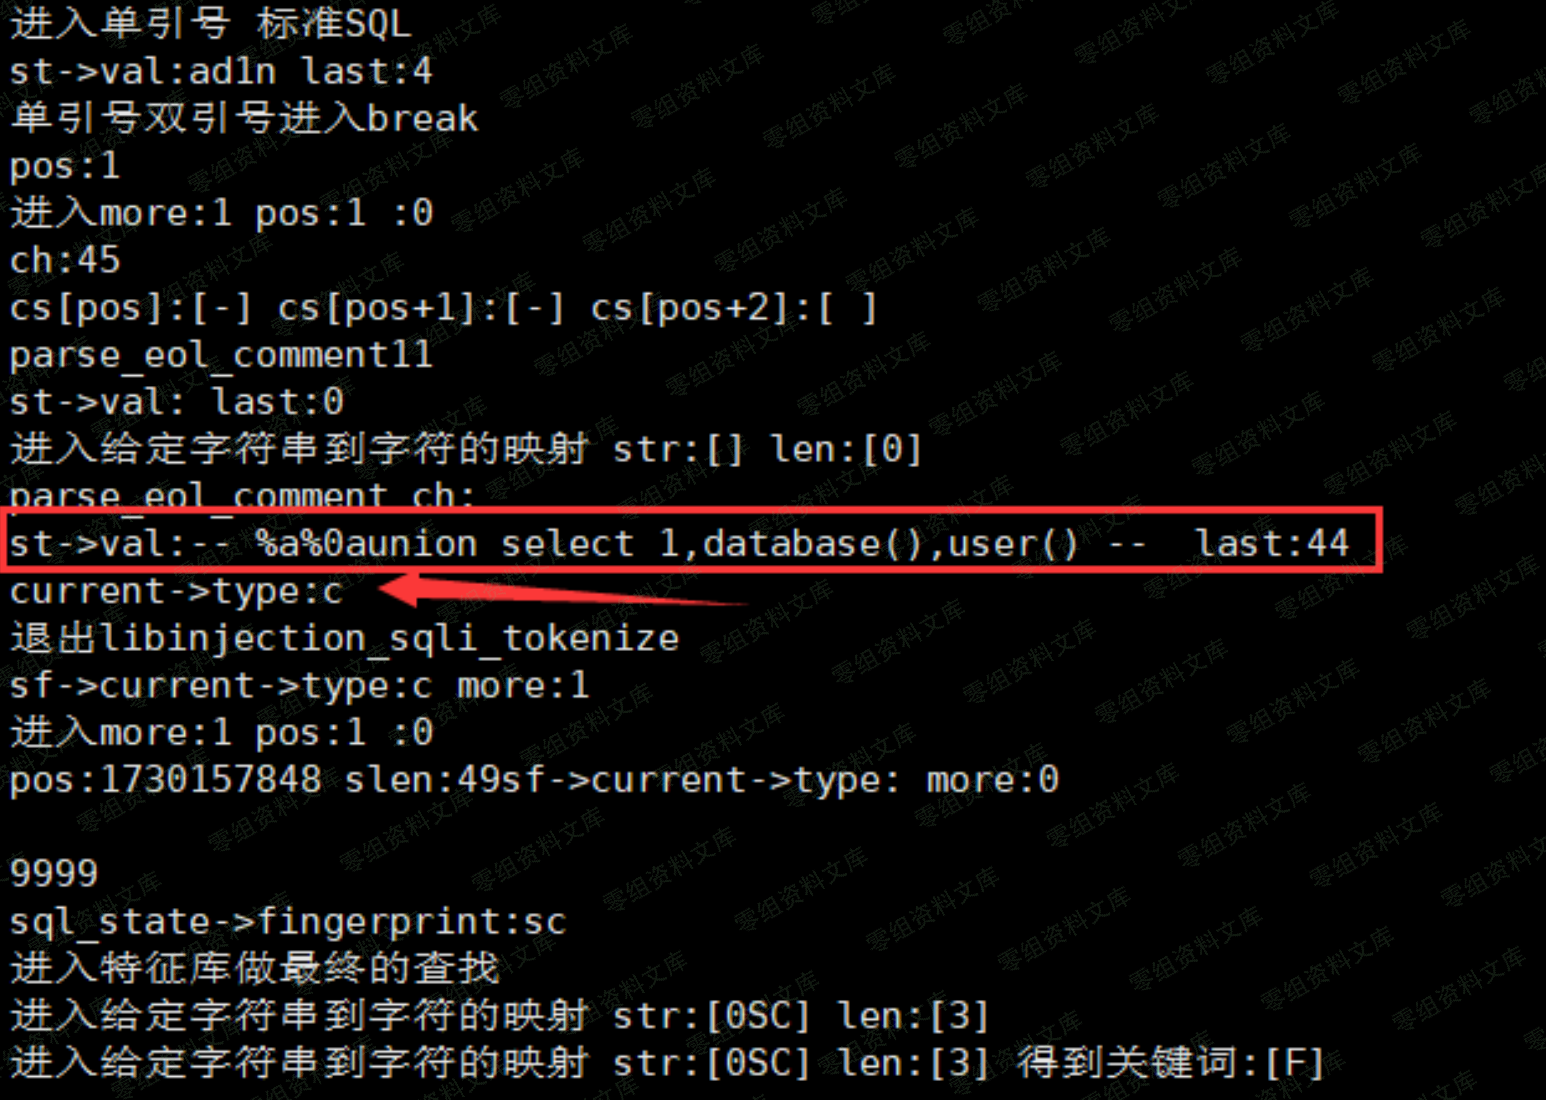 进入单引号 标准SQL
st->val:ad1n last:4
单引号双引号进入break
pos:1
进入more:1 pos:1 :0
ch:45
cs[pos]:[-] cs[pos+1]:[-] cs[pos+2]:[ ]
parse_eol_comment11
st->val: last:0
进入给定字符串到字符的映射 str:[] len:[0]
parse_eol_comment ch:
st->val:-- %a%0aunion select 1,database(),user() --  last:44
current->type:c
退出libinjection_sqli_tokenize
sf->current->type:c more:1
进入more:1 pos:1 :0
pos:1730157848 slen:49sf->current->type: more:0
9999
sql_state->fingerprint:sc
进入特征库做最终的查找
进入给定字符串到字符的映射 str:[0SC] len:[3]
进入给定字符串到字符的映射 str:[0SC] len:[3] 得到关键词:[F]
零组资料文库